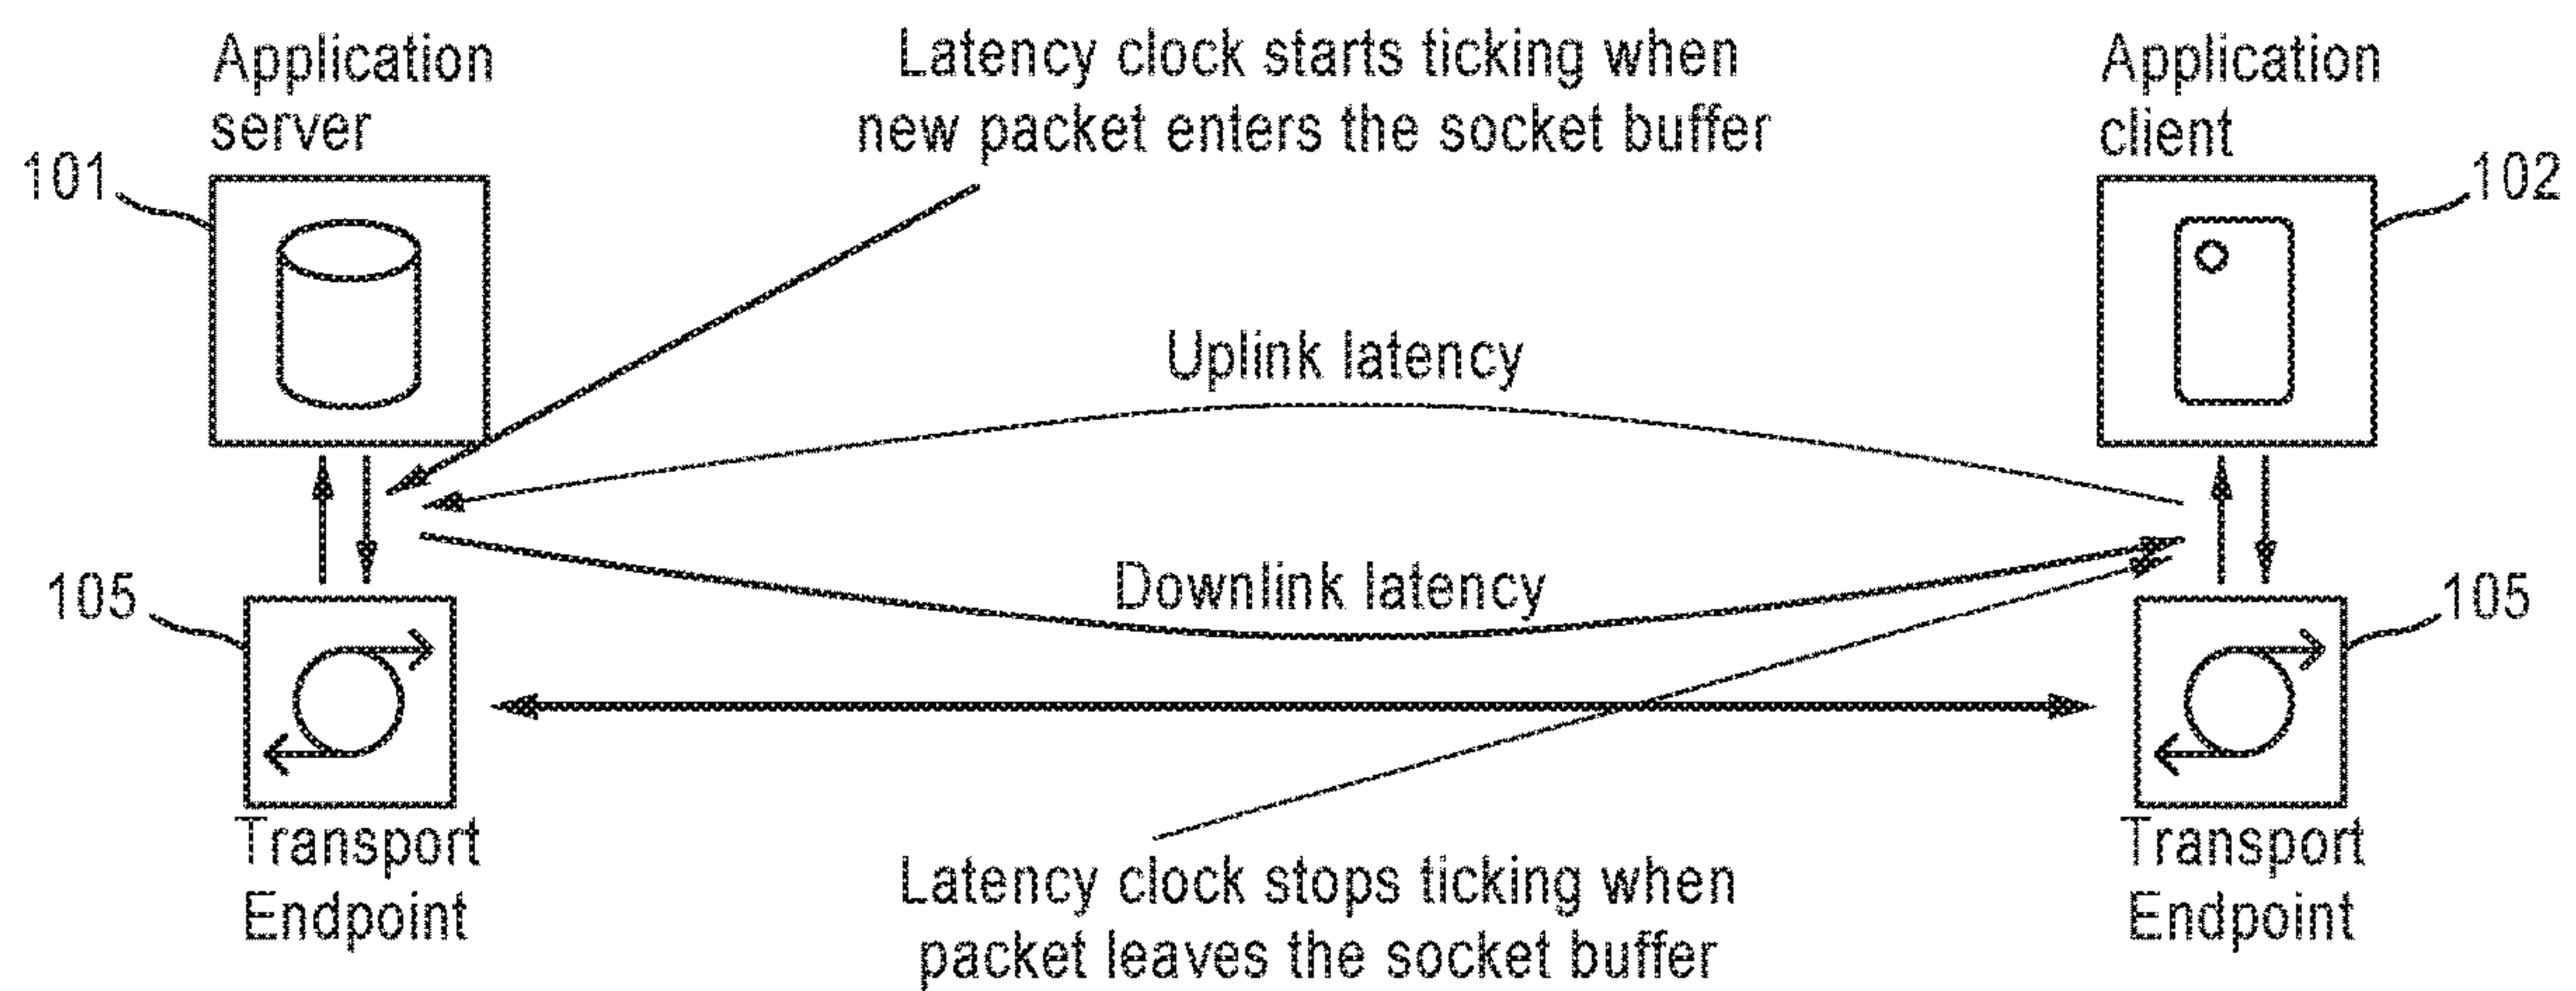 Application
server
101
Latency clock starts ticking when
new packet enters the socket buffer
Application
client
102
Uplink latency
Downlink latency
105
Transport
Endpoint
105
Transport
Endpoint
Latency clock stops ticking when
packet leaves the socket buffer